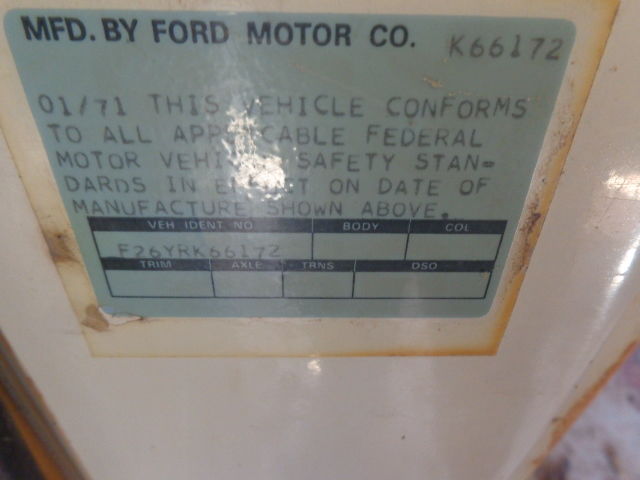 MFD. BY FORD MOTOR CO. K66172
01/71 THIS VEHICLE CONFORMS
TO ALL APPLICABLE FEDERAL
MOTOR VEHICLE SAFETY STAN-
DARDS IN EFFECT ON DATE OF
MANUFACTURE SHOWN ABOVE.
VEH IDENT NO BODY COL
F26YRK66172
TRIM AXLE TRNS DSO